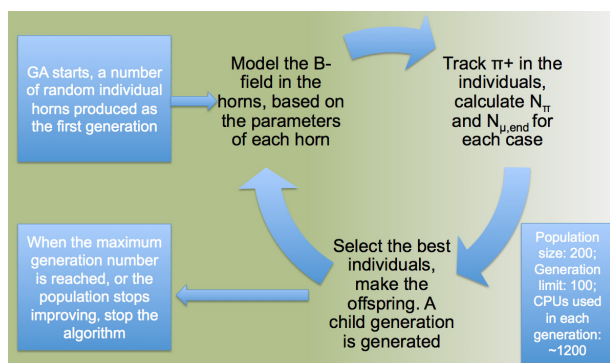 GA starts, a number
of random individual
horns produced as
the first generation
Model the B-
field in the
horns, based on
the parameters
of each horn
Track π+ in the
individuals,
calculate Nπ
and Nμ,end for
each case
Select the best
individuals,
make the
offspring. A
child generation
is generated
When the maximum
generation number
is reached, or the
population stops
improving, stop the
algorithm
Population
size: 200;
Generation
limit: 100;
CPUs used
in each
generation:
~1200